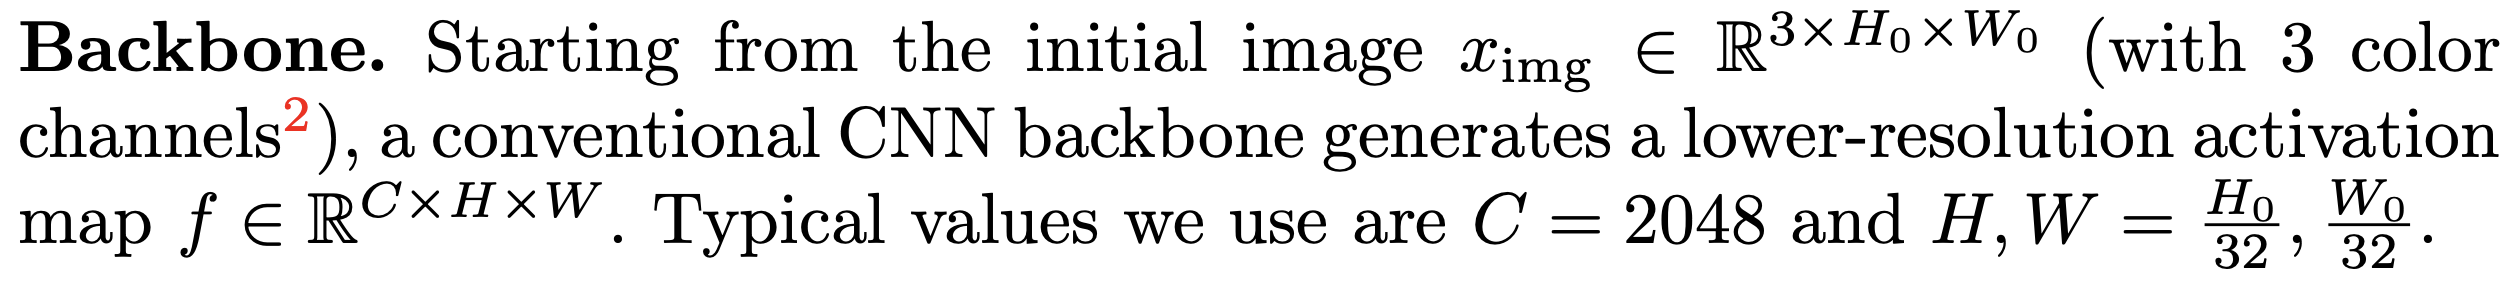 Backbone. Starting from the initial image $x_{\text{img}} \in \mathbb{R}^{3 \times H_0 \times W_0}$ (with 3 color
channels$^2$), a conventional CNN backbone generates a lower-resolution activation
map $f \in \mathbb{R}^{C \times H \times W}$. Typical values we use are $C = 2048$ and $H, W = \frac{H_0}{32}, \frac{W_0}{32}$.